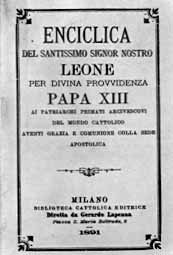 ENCICLICA
DEL SANTISSIMO SIGNOR NOSTRO
LEONE
PER DIVINA PROVVIDENZA
PAPA XIII
AI PATRIARCHI PRIMATI ARCIVESCOVI
DEL MONDO CATTOLICO
AVENTI GRAZIA E COMUNIONE COLLA SEDE
APOSTOLICA
MILANO
BIBLIOTECA CATTOLICA EDITRICE
Diretta da Gerardo Lapenna
Piazza S. Maria Beltrade, 2
1891